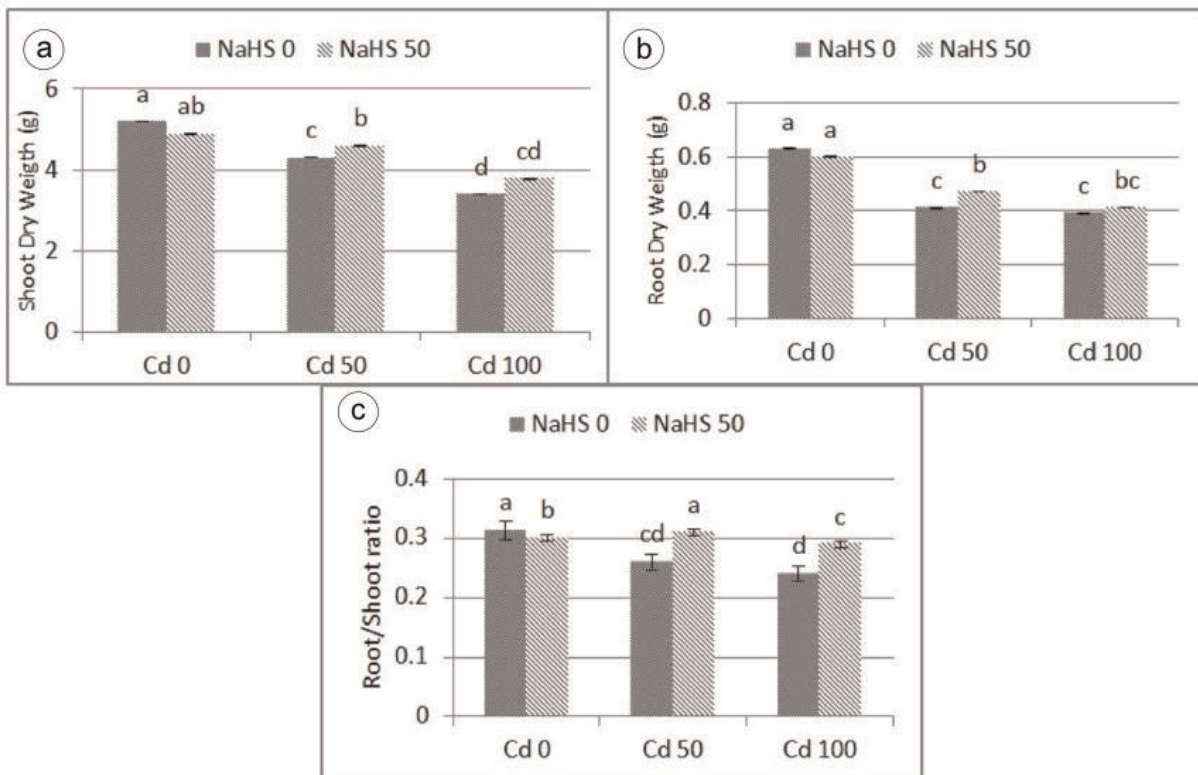 a
NaHS 0 NaHS 50
Shoot Dry Weigth (g)
6
4
2
0
a ab c b d cd
Cd 0 Cd 50 Cd 100
b
NaHS 0 NaHS 50
Root Dry Weigth (g)
0.8
0.6
0.4
0.2
0
a a c b c bc
Cd 0 Cd 50 Cd 100
c
NaHS 0 NaHS 50
Root/Shoot ratio
0.4
0.3
0.2
0.1
0
a b cd a d c
Cd 0 Cd 50 Cd 100